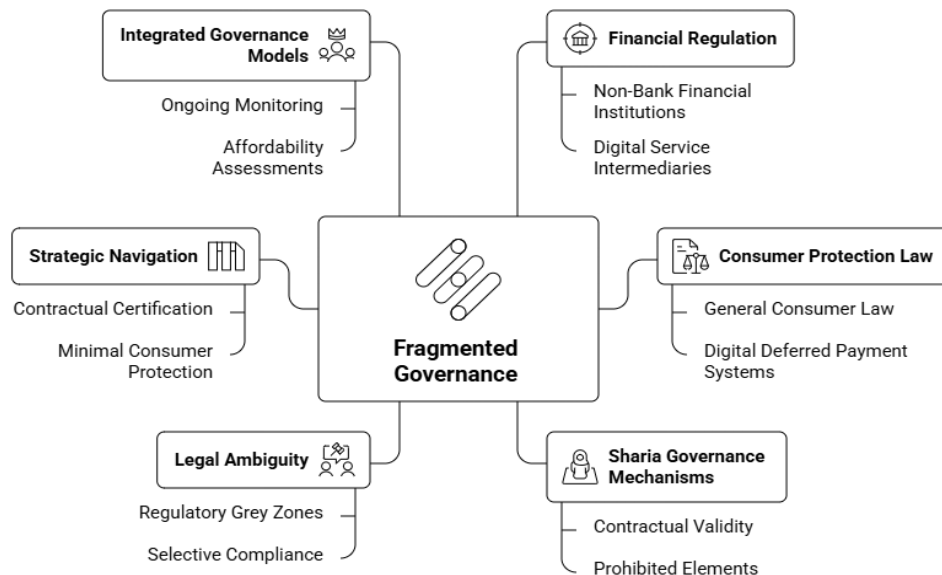 Integrated Governance
Models
Ongoing Monitoring
Affordability
Assessments
Financial Regulation
Non-Bank Financial
Institutions
Digital Service
Intermediaries
Strategic Navigation
Contractual Certification
Minimal Consumer
Protection
Fragmented
Governance
Consumer Protection Law
General Consumer Law
Digital Deferred Payment
Systems
Legal Ambiguity
Regulatory Grey Zones
Selective Compliance
Sharia Governance
Mechanisms
Contractual Validity
Prohibited Elements